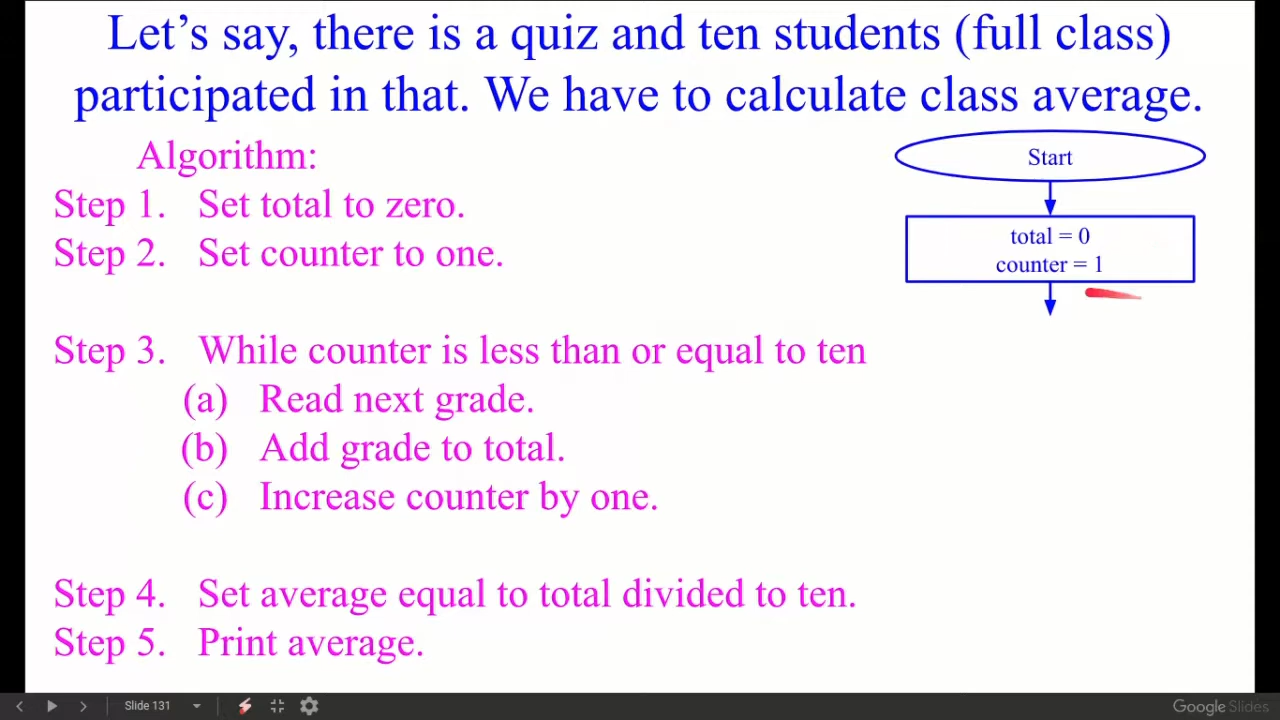 Let’s say, there is a quiz and ten students (full class)
participated in that. We have to calculate class average.
Algorithm:
Step 1. Set total to zero.
Step 2. Set counter to one.
Step 3. While counter is less than or equal to ten
(a) Read next grade.
(b) Add grade to total.
(c) Increase counter by one.
Step 4. Set average equal to total divided to ten.
Step 5. Print average.
Start
total = 0
counter = 1
Slide 131
Google Slides